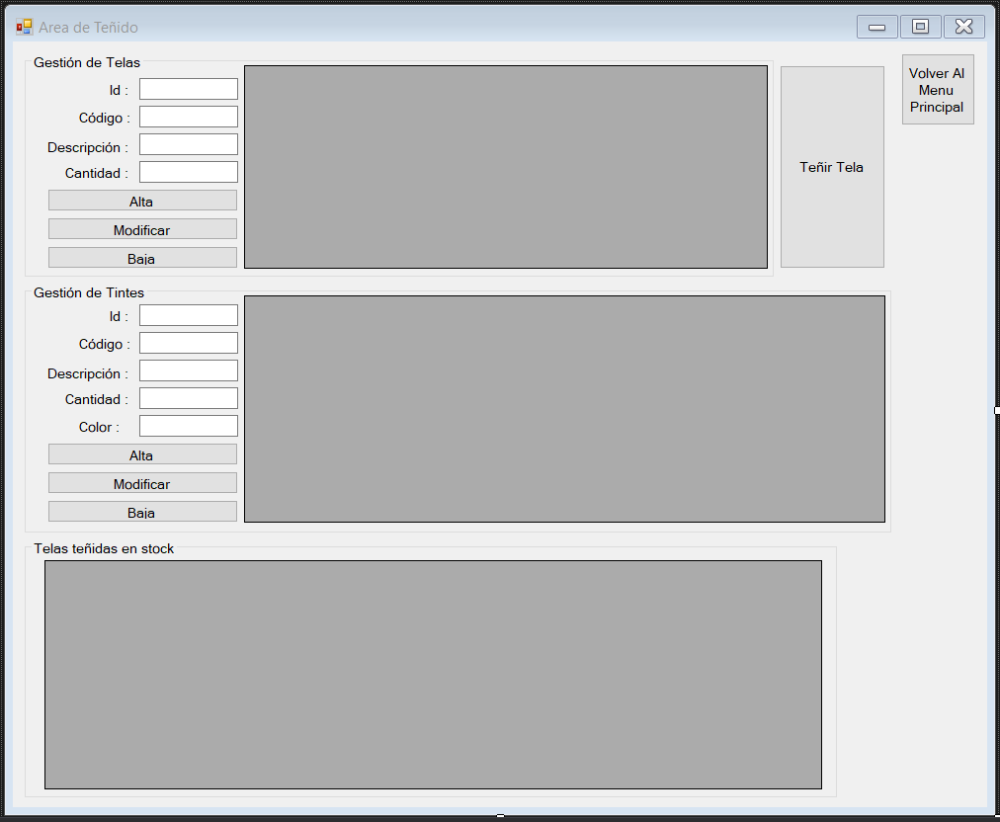 Area de Teñido
Gestión de Telas
Id :
Código :
Descripción :
Cantidad :
Alta
Modificar
Baja
Teñir Tela
Volver Al
Menu
Principal
Gestión de Tintes
Id :
Código :
Descripción :
Cantidad :
Color :
Alta
Modificar
Baja
Telas teñidas en stock